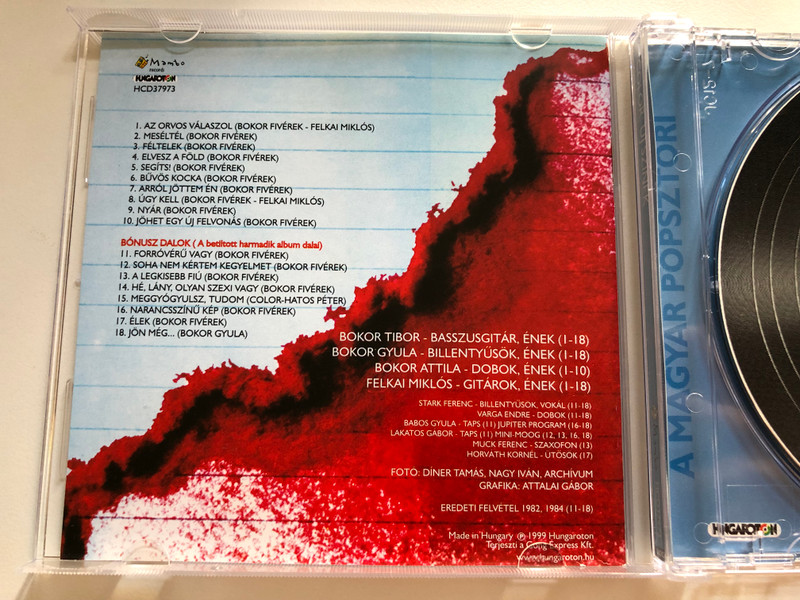 Mambo
records
HUNGAROTON
HCD37973
1. AZ ORVOS VÁLASZOL (BOKOR FIVÉREK - FELKAI MIKLÓS)
2. MESÉLTÉL (BOKOR FIVÉREK)
3. FÉLTELEK (BOKOR FIVÉREK)
4. ELVESZ A FÖLD (BOKOR FIVÉREK)
5. SEGÍTS! (BOKOR FIVÉREK)
6. BŰVÖS KOCKA (BOKOR FIVÉREK)
7. ARRÓL JÖTTEM ÉN (BOKOR FIVÉREK)
8. ÚGY KELL (BOKOR FIVÉREK - FELKAI MIKLÓS)
9. NYÁR (BOKOR FIVÉREK)
10. JÖHET EGY ÚJ FELVONÁS (BOKOR FIVÉREK)
BÓNUSZ DALOK ( A betiltott harmadik album dalai)
11. FORRÓVÉRŰ VAGY (BOKOR FIVÉREK)
12. SOHA NEM KÉRTEM KEGYELMET (BOKOR FIVÉREK)
13. A LEGKISEBB FIÚ (BOKOR FIVÉREK)
14. HÉ, LÁNY, OLYAN SZEXI VAGY (BOKOR FIVÉREK)
15. MEGGYÓGYULSZ, TUDOM (COLOR-HATOS PÉTER)
16. NARANCSSZÍNŰ KÉP (BOKOR FIVÉREK)
17. ÉLEK (BOKOR FIVÉREK)
18. JÖN MÉG... (BOKOR GYULA)
BOKOR TIBOR - BASSZUSGITÁR, ÉNEK (1-18)
BOKOR GYULA - BILLENTYŰSÖK, ÉNEK (1-18)
BOKOR ATTILA - DOBOK, ÉNEK (1-10)
FELKAI MIKLÓS - GITÁROK, ÉNEK (1-18)
STARK FERENC - BILLENTYŰSOK, VOKÁL (11-18)
VARGA ENDRE - DOBOK (11-18)
BABOS GYULA - TAPS (11) JUPITER PROGRAM (16-18)
LAKATOS GÁBOR - TAPS (11) MINI-MOOG (12, 13, 16, 18)
MUCK FERENC - SZAXOFON (13)
HORVÁTH KORNÉL - ÜTŐSÖK (17)
FOTO: DÍNER TAMÁS, NAGY IVÁN, ARCHÍVUM
GRAFIKA: ATTALAI GÁBOR
EREDETI FELVÉTEL 1982, 1984 (11-18)
Made in Hungary ℗ 1999 Hungaroton
Terjeszti a Gong Express Kft.
www.hungaroton.hu
A MAGYAR POPSZTORI
HUNGAROTON